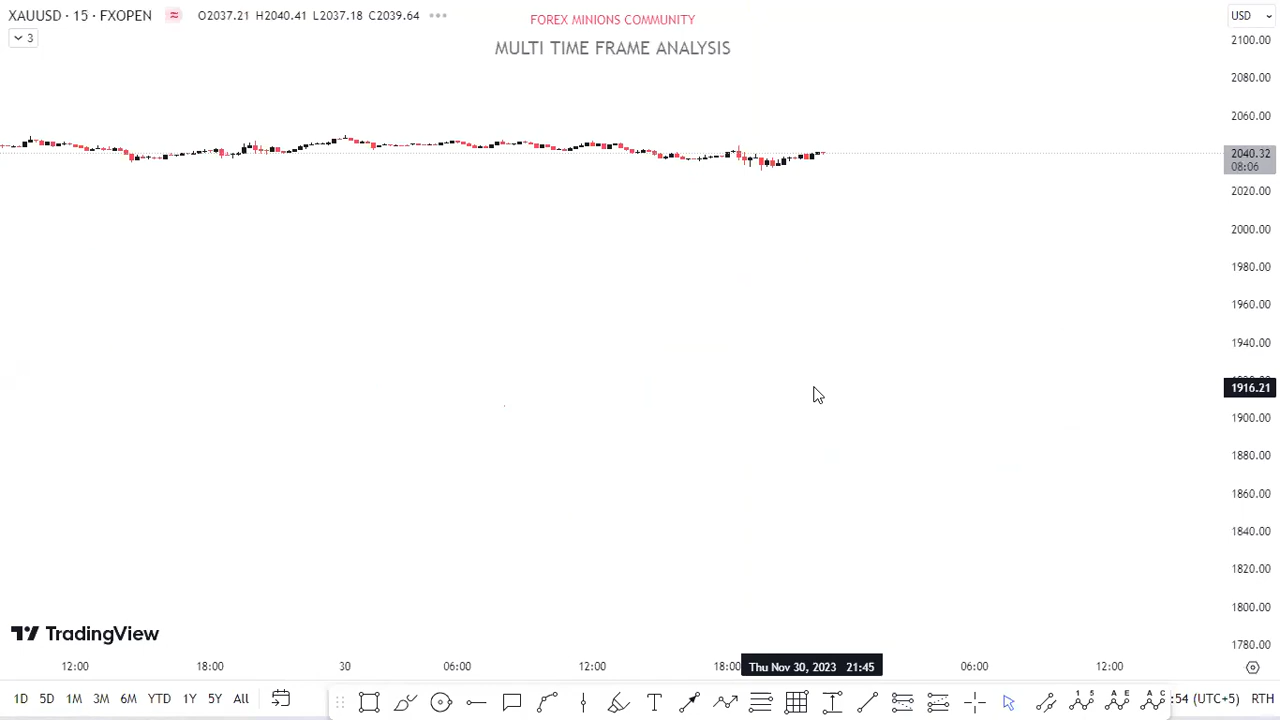 XAUUSD · 15 · FXOPEN ≈ O2037.21 H2040.41 L2037.18 C2039.64
FOREX MINIONS COMMUNITY
USD
3
MULTI TIME FRAME ANALYSIS
2100.00
2080.00
2060.00
2040.32
08:06
2020.00
2000.00
1980.00
1960.00
1940.00
1916.21
1900.00
1880.00
1860.00
1840.00
1820.00
1800.00
1780.00
TradingView
12:00 18:00 30 06:00 12:00 18:00 Thu Nov 30, 2023 21:45 06:00 12:00
1D 5D 1M 3M 6M YTD 1Y 5Y All :54 (UTC+5) RTH